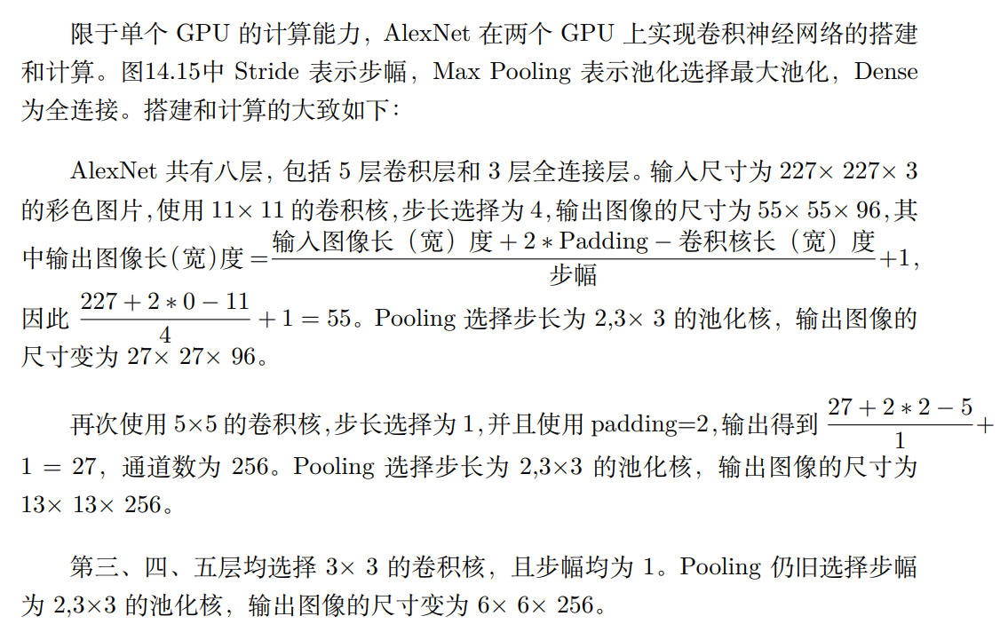 限于单个 GPU 的计算能力，AlexNet 在两个 GPU 上实现卷积神经网络的搭建
和计算。图14.15中 Stride 表示步幅，Max Pooling 表示池化选择最大池化，Dense
为全连接。搭建和计算的大致如下：
AlexNet 共有八层, 包括 5 层卷积层和 3 层全连接层。输入尺寸为 227× 227× 3
的彩色图片,使用 11× 11 的卷积核,步长选择为 4,输出图像的尺寸为 55× 55× 96,其
中输出图像长(宽)度 = \frac{输入图像长（宽）度 + 2 * Padding − 卷积核长（宽）度}{步幅} +1,
因此 \frac{227 + 2 * 0 − 11}{4} + 1 = 55。Pooling 选择步长为 2,3× 3 的池化核，输出图像的
尺寸变为 27× 27× 96。
再次使用 5×5 的卷积核,步长选择为 1,并且使用 padding=2,输出得到 \frac{27 + 2 * 2 − 5}{1} +
1 = 27，通道数为 256。Pooling 选择步长为 2,3×3 的池化核，输出图像的尺寸为
13× 13× 256。
第三、四、五层均选择 3× 3 的卷积核，且步幅均为 1。Pooling 仍旧选择步幅
为 2,3×3 的池化核，输出图像的尺寸变为 6× 6× 256。